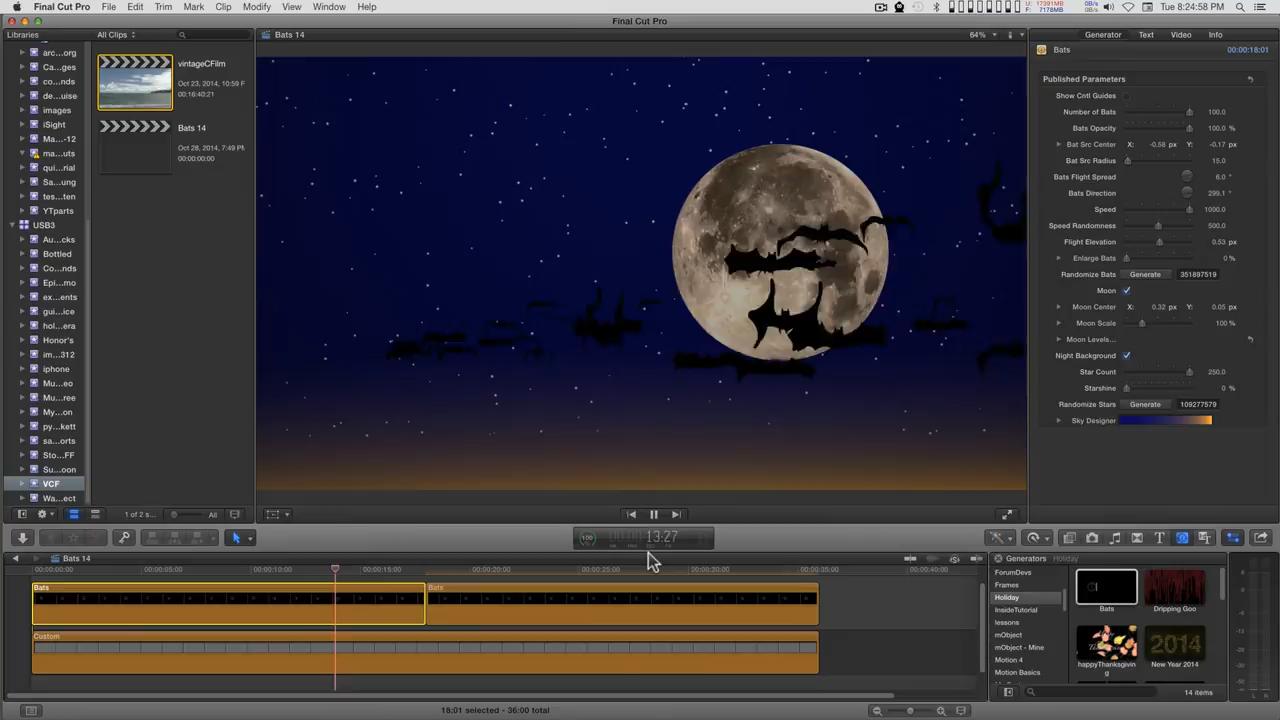 Final Cut Pro File Edit Trim Mark Clip Modify View Window Help
U: 17391MB 0B/s
F: 7178MB 0B/s
Tue 8:24:58 PM
Final Cut Pro
Libraries
All Clips
Bats 14
64%
Generator Text Video Info
arc...org
Ca...ges
co...nds
de...uise
images
iSight
Ma...-12
ma...uts
qui...rial
Sa...ung
tes...ten
YTparts
USB3
Au...cks
Bottled
Co...nds
Epi...mo
ex...ents
gui...ice
hol...era
Honor's
im...312
iphone
Mu...eo
Mu...ree
My...on
py...kett
sa...orts
Sto...FF
Su...oon
VCF
Wa...ect
vintageCFilm
Oct 23, 2014, 10:59 P
00:16:40:21
Bats 14
Oct 28, 2014, 7:49 PM
00:00:00:00
Bats
00:00:18:01
Published Parameters
Show Cntl Guides
Number of Bats 100.0
Bats Opacity 100.0 %
Bat Src Center X: -0.58 px Y: -0.17 px
Bat Src Radius 15.0
Bats Flight Spread 6.0 °
Bats Direction 299.1 °
Speed 1000.0
Speed Randomness 500.0
Flight Elevation 0.53 px
Enlarge Bats 0 %
Randomize Bats Generate 351897519
Moon
Moon Center X: 0.32 px Y: 0.05 px
Moon Scale 100 %
Moon Levels...
Night Background
Star Count 250.0
Starshine 0 %
Randomize Stars Generate 109277579
Sky Designer
1 of 2 s...
All
100
13:27
Bats 14
00:00:00:00 00:00:05:00 00:00:10:00 00:00:15:00 00:00:20:00 00:00:25:00 00:00:30:00 00:00:35:00 00:00:40:00
Bats
Bats
Custom
Generators Holiday
ForumDevs
Frames
Holiday
InsideTutorial
lessons
mObject
mObject - Mine
Motion 4
Motion Basics
Bats
Dripping Goo
happyThanksgivin
g
2014
New Year 2014
14 items
18:01 selected - 36:00 total